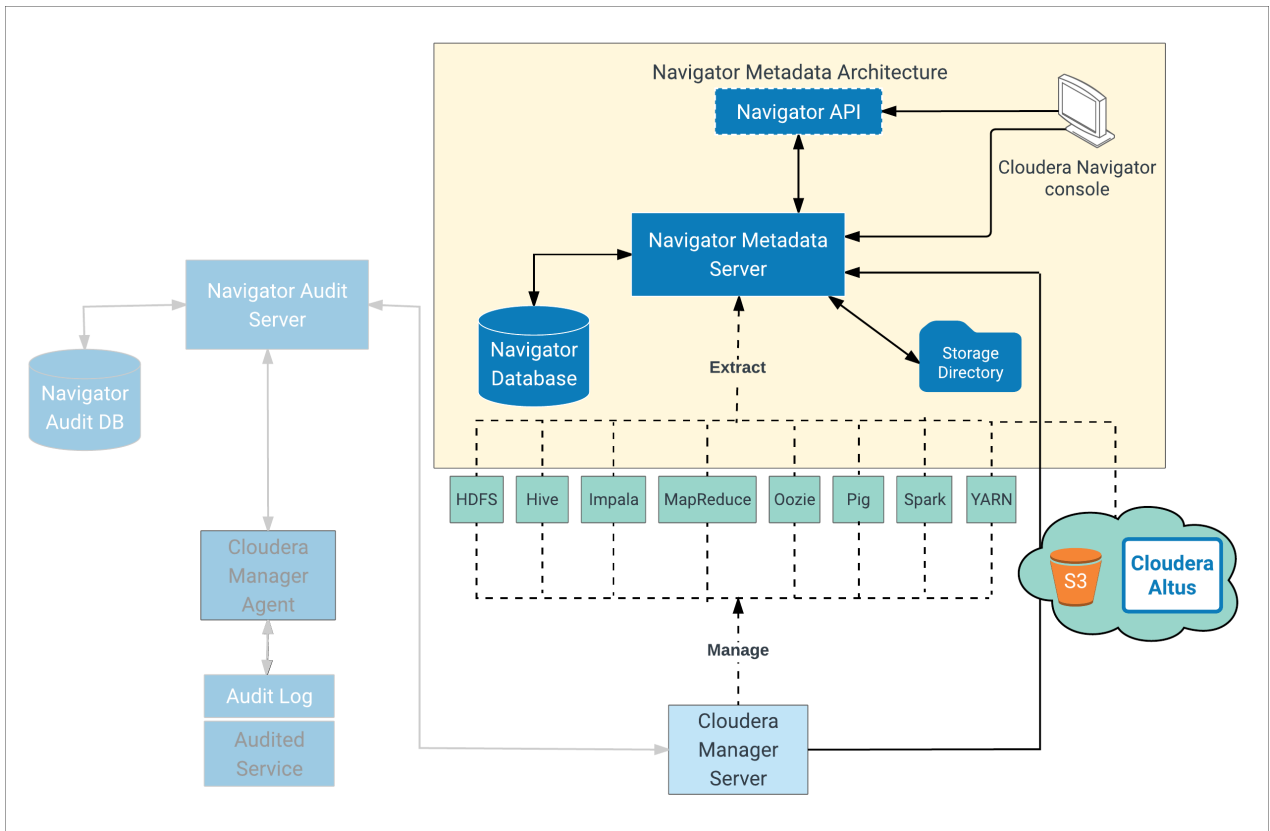 Navigator Metadata Architecture
Navigator API
Cloudera Navigator
console
Navigator Metadata
Server
Navigator Audit
Server
Navigator
Database
Storage
Directory
Extract
Navigator
Audit DB
HDFS
Hive
Impala
MapReduce
Oozie
Pig
Spark
YARN
Cloudera
Manager
Agent
S3
Cloudera
Altus
Manage
Audit Log
Audited
Service
Cloudera
Manager
Server